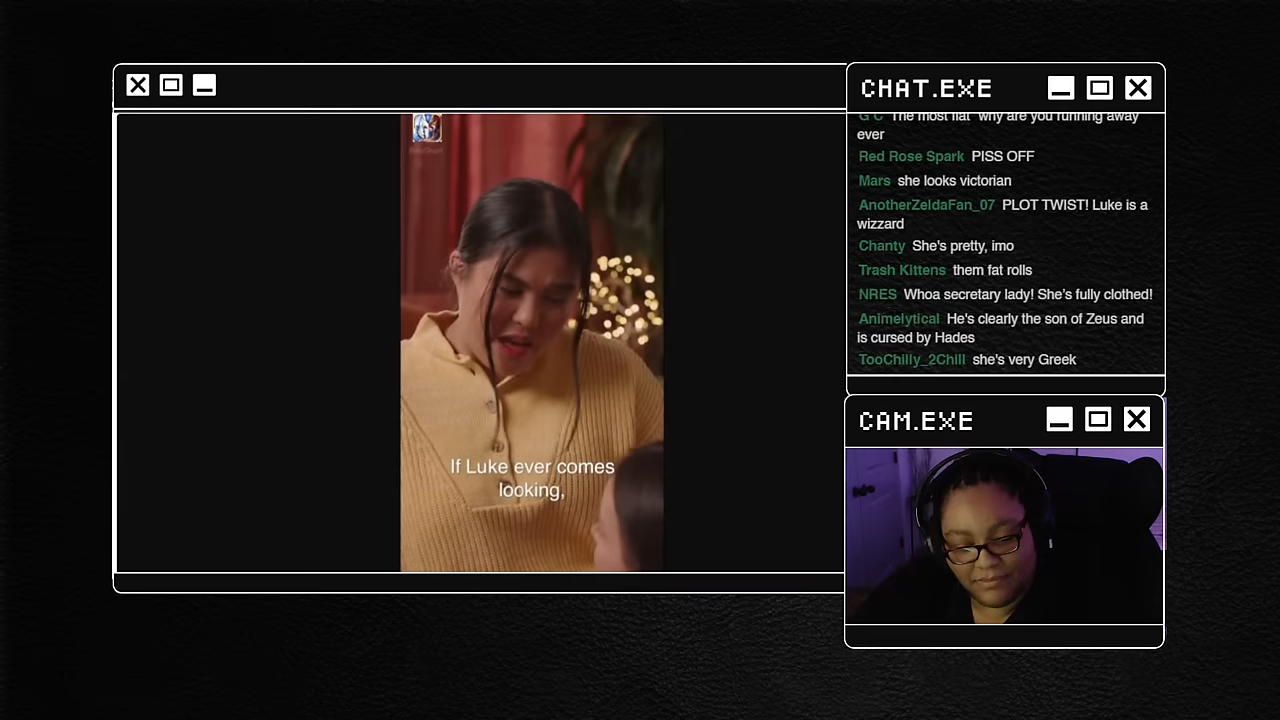 CHAT.EXE
G C The most flat "why are you running away
ever
Red Rose Spark PISS OFF
Mars she looks victorian
AnotherZeldaFan_07 PLOT TWIST! Luke is a
wizzard
Chanty She's pretty, imo
Trash Kittens them fat rolls
NRES Whoa secretary lady! She's fully clothed!
Animelytical He's clearly the son of Zeus and
is cursed by Hades
TooChilly_2Chill she's very Greek
If Luke ever comes
looking,
CAM.EXE